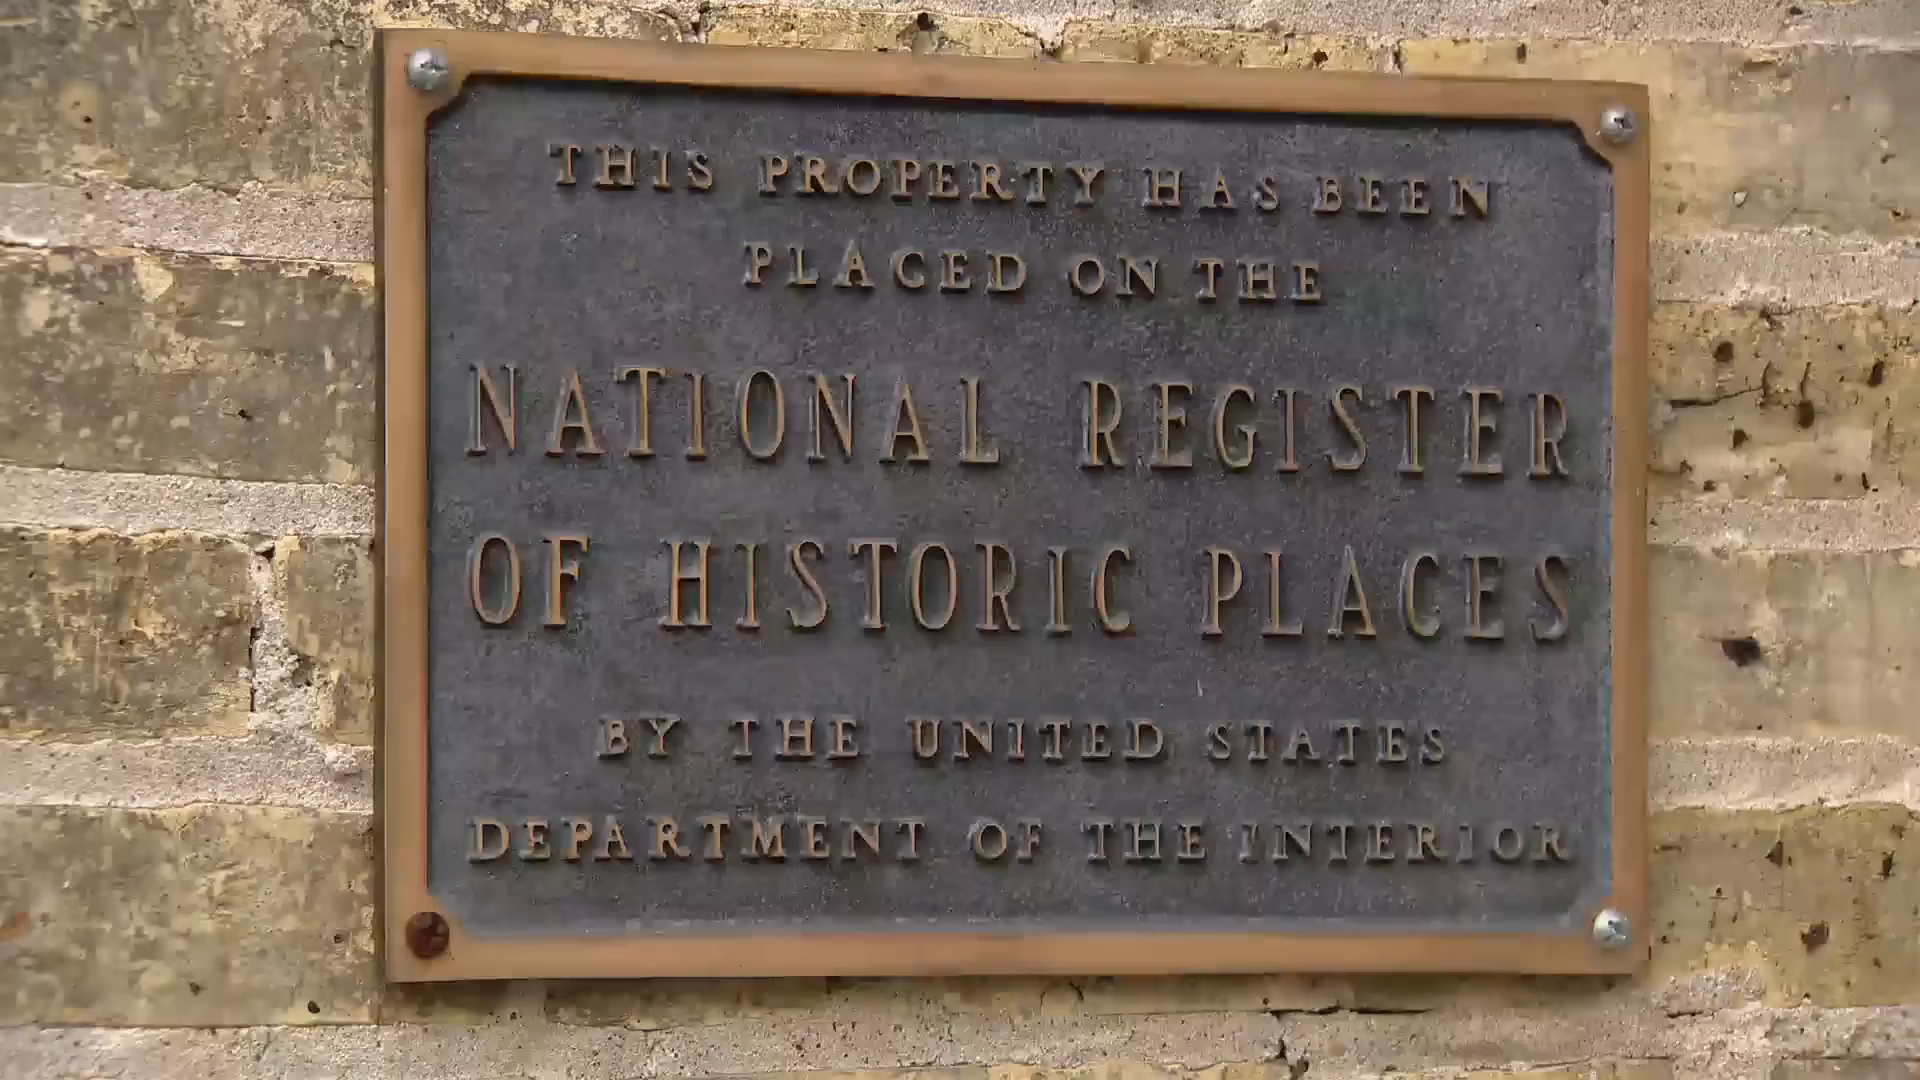 THIS PROPERTY HAS BEEN
PLACED ON THE
NATIONAL REGISTER
OF HISTORIC PLACES
BY THE UNITED STATES
DEPARTMENT OF THE INTERIOR